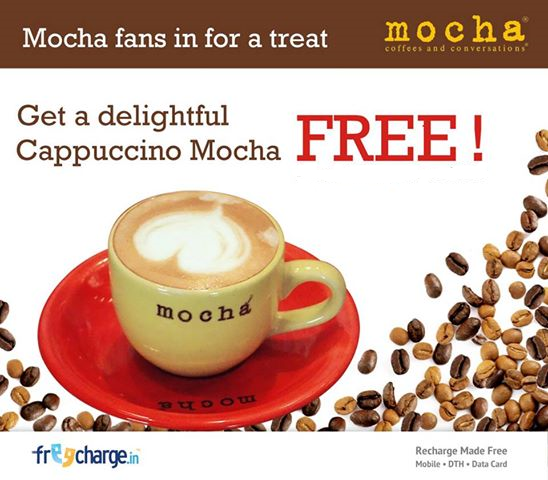 Mocha fans in for a treat
mocha®
coffees and conversations®
Get a delightful
Cappuccino Mocha FREE !
mocha
mocha
freecharge.in™
Recharge Made Free
Mobile • DTH • Data Card